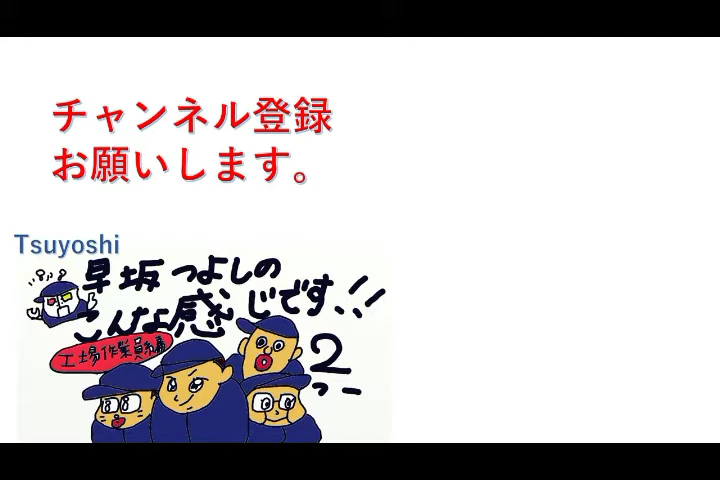 チャンネル登録
お願いします。
Tsuyoshi
早坂つよしの
こんな感じです!!
工場作業員編
2